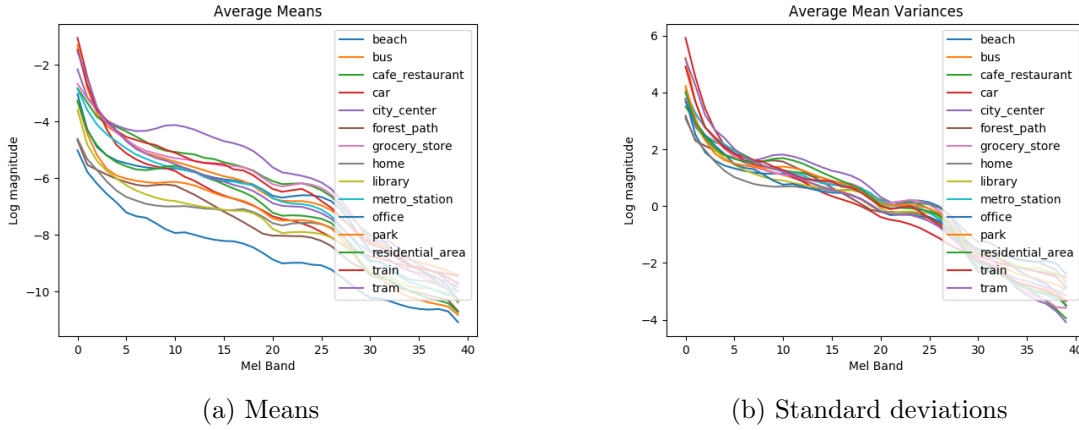 Average Means
Log magnitude
−2
−4
−6
−8
−10
0 5 10 15 20 25 30 35 40
Mel Band
beach
bus
cafe_restaurant
car
city_center
forest_path
grocery_store
home
library
metro_station
office
park
residential_area
train
tram
(a) Means
Average Mean Variances
Log magnitude
6
4
2
0
−2
−4
0 5 10 15 20 25 30 35 40
Mel Band
beach
bus
cafe_restaurant
car
city_center
forest_path
grocery_store
home
library
metro_station
office
park
residential_area
train
tram
(b) Standard deviations